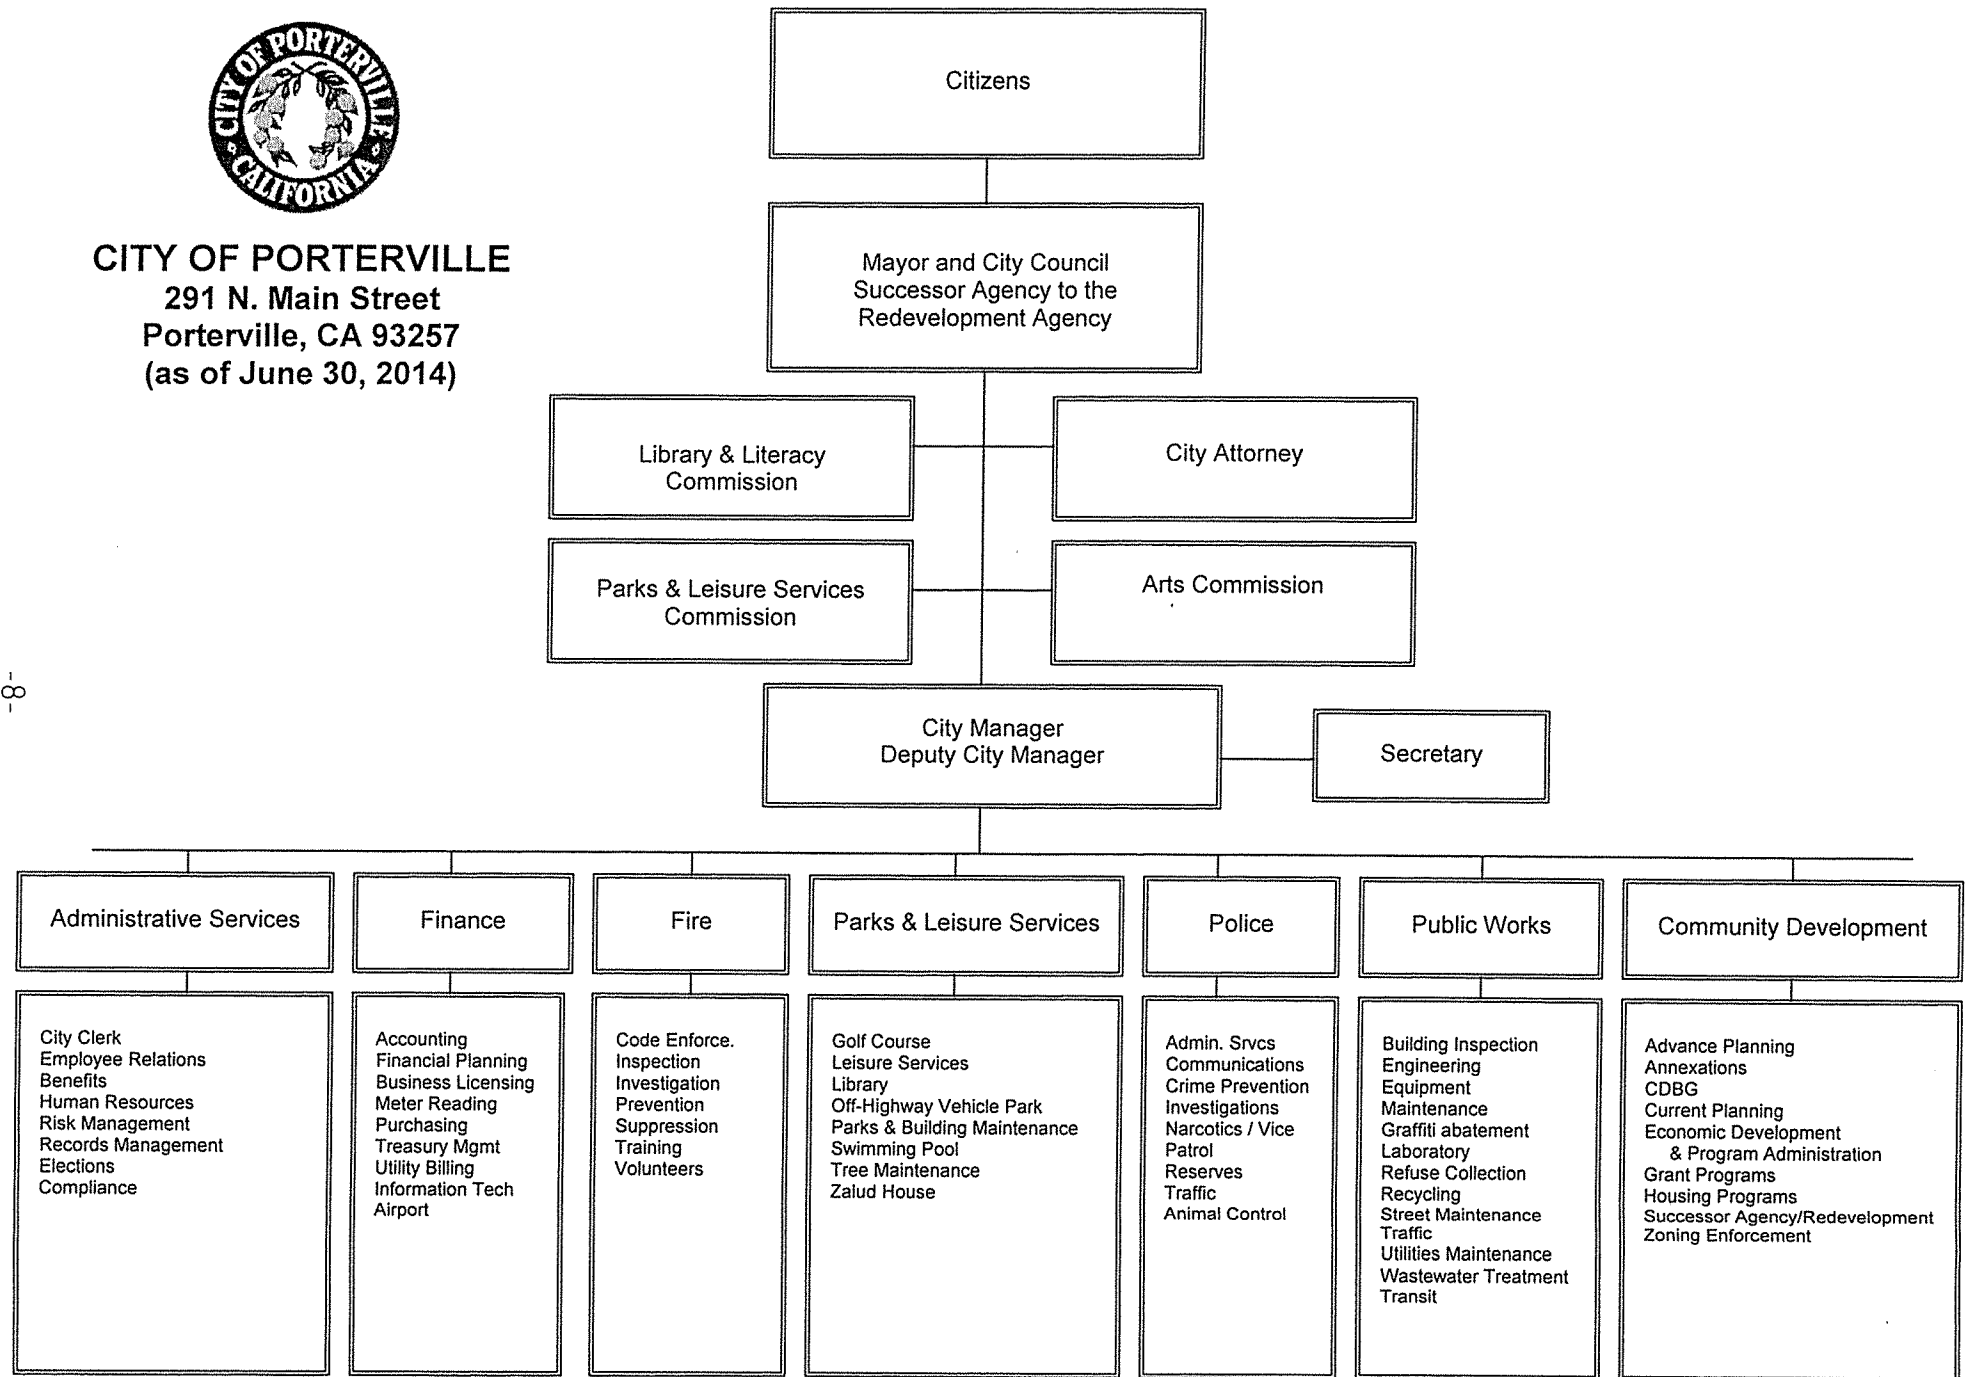 CITY OF PORTERVILLE
CALIFORNIA
CITY OF PORTERVILLE
291 N. Main Street
Porterville, CA 93257
(as of June 30, 2014)
Citizens
Mayor and City Council
Successor Agency to the
Redevelopment Agency
Library & Literacy
Commission
City Attorney
Parks & Leisure Services
Commission
Arts Commission
-8-
City Manager
Deputy City Manager
Secretary
Administrative Services
City Clerk
Employee Relations
Benefits
Human Resources
Risk Management
Records Management
Elections
Compliance
Finance
Accounting
Financial Planning
Business Licensing
Meter Reading
Purchasing
Treasury Mgmt
Utility Billing
Information Tech
Airport
Fire
Code Enforce.
Inspection
Investigation
Prevention
Suppression
Training
Volunteers
Parks & Leisure Services
Golf Course
Leisure Services
Library
Off-Highway Vehicle Park
Parks & Building Maintenance
Swimming Pool
Tree Maintenance
Zalud House
Police
Admin. Srvcs
Communications
Crime Prevention
Investigations
Narcotics / Vice
Patrol
Reserves
Traffic
Animal Control
Public Works
Building Inspection
Engineering
Equipment
Maintenance
Graffiti abatement
Laboratory
Refuse Collection
Recycling
Street Maintenance
Traffic
Utilities Maintenance
Wastewater Treatment
Transit
Community Development
Advance Planning
Annexations
CDBG
Current Planning
Economic Development
& Program Administration
Grant Programs
Housing Programs
Successor Agency/Redevelopment
Zoning Enforcement